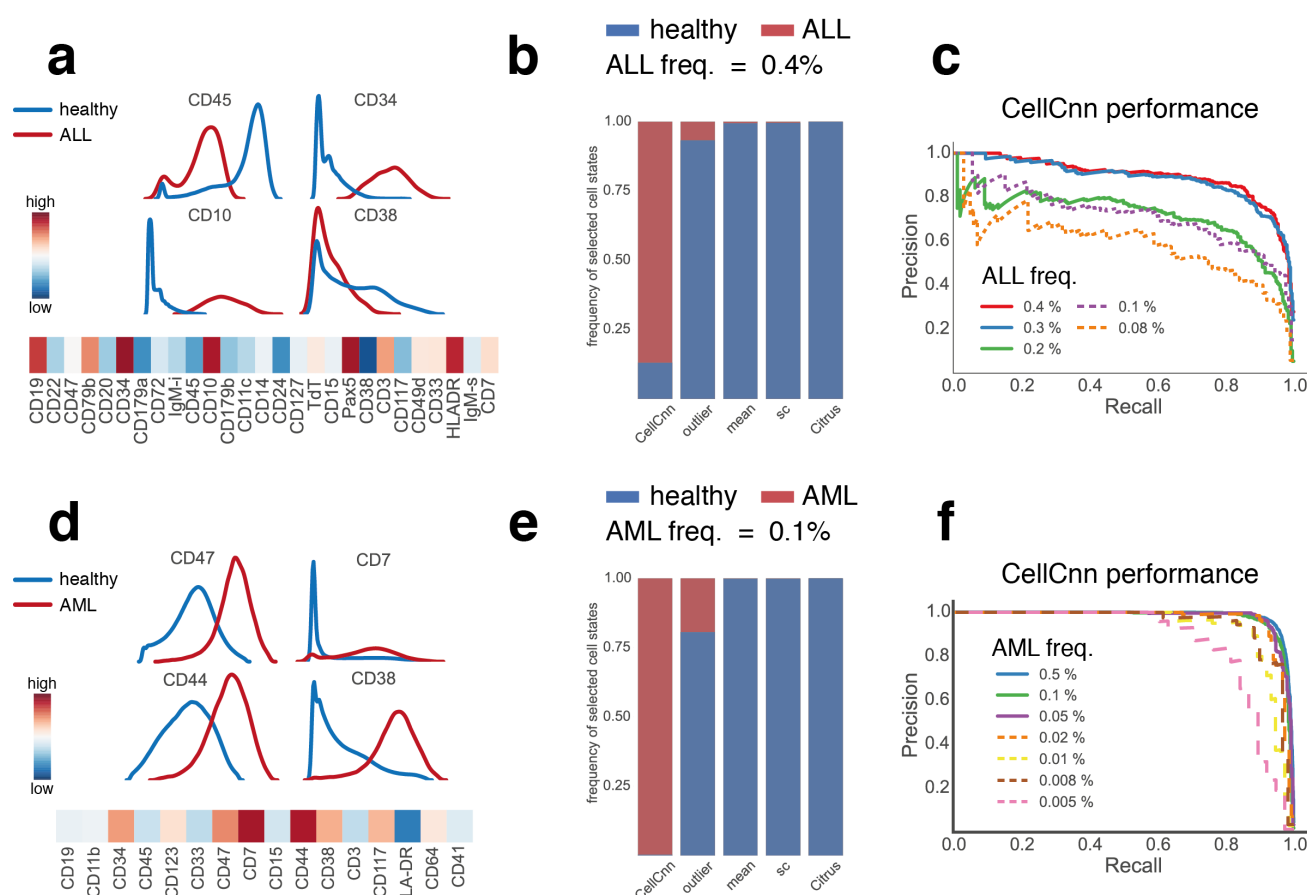 a
healthy
ALL
CD45
CD34
CD10
CD38
high
low
CD19
CD22
CD47
CD79b
CD20
CD34
CD179a
CD72
IgM-i
CD45
CD10
CD179b
CD11c
CD14
CD24
CD127
TdT
CD15
Pax5
CD38
CD3
CD117
CD49d
CD33
HLADR
IgM-s
CD7
b
healthy ALL
ALL freq. = 0.4%
frequency of selected cell states
1.00
0.75
0.50
0.25
CellCnn
outlier
mean
sc
Citrus
c
CellCnn performance
Precision
1.0
0.8
0.6
0.4
0.2
ALL freq.
0.4 %
0.3 %
0.2 %
0.1 %
0.08 %
0.0 0.2 0.4 0.6 0.8 1.0
Recall
d
healthy
AML
CD47
CD7
CD44
CD38
high
low
CD19
CD11b
CD34
CD45
CD123
CD33
CD47
CD7
CD15
CD44
CD38
CD3
CD117
LA-DR
CD64
CD41
e
healthy AML
AML freq. = 0.1%
frequency of selected cell states
1.00
0.75
0.50
0.25
CellCnn
outlier
mean
sc
Citrus
f
CellCnn performance
Precision
1.0
0.8
0.6
0.4
0.2
AML freq.
0.5 %
0.1 %
0.05 %
0.02 %
0.01 %
0.008 %
0.005 %
0.0 0.2 0.4 0.6 0.8 1.0
Recall